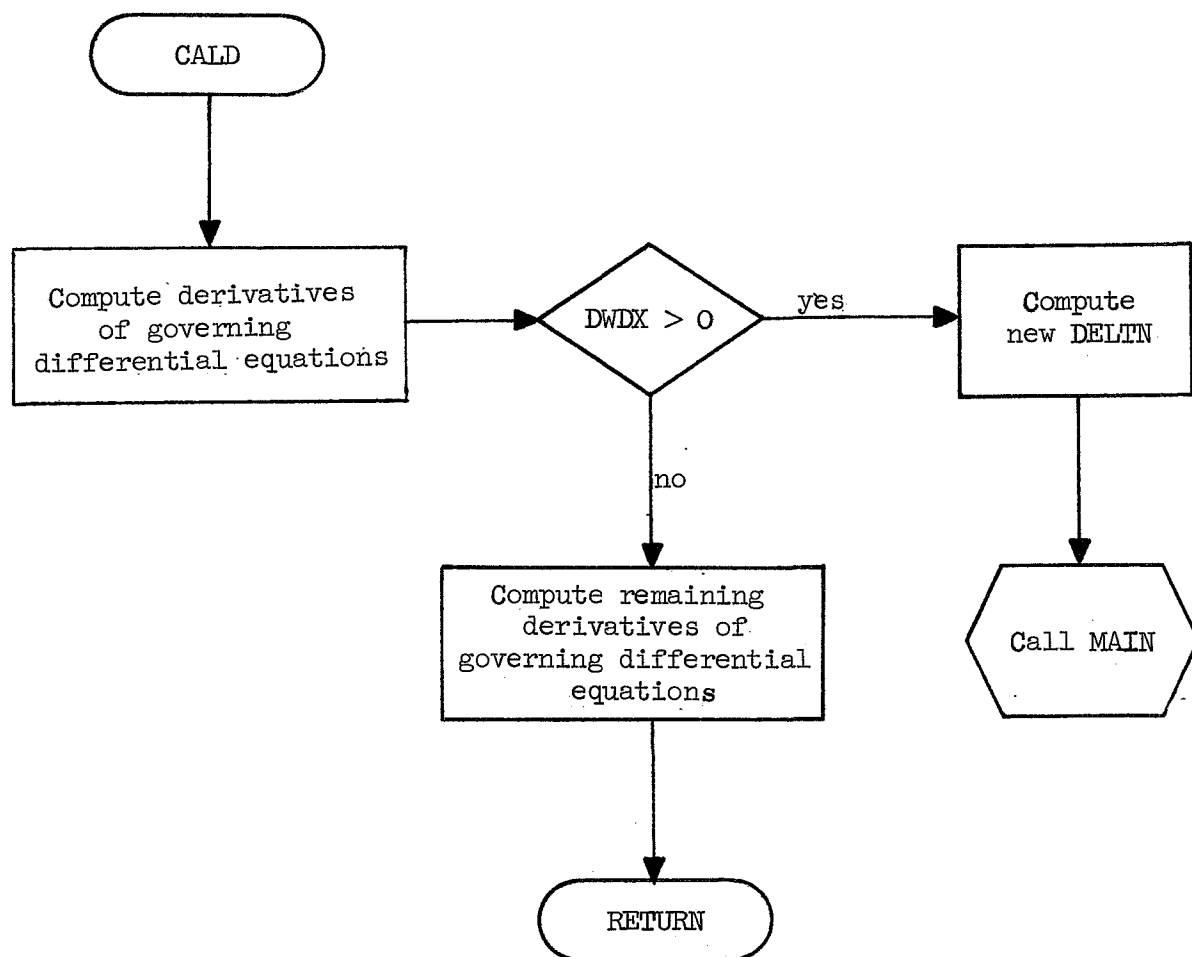 CALD
Compute derivatives
of governing
differential equations
DWDX > 0
yes
Compute
new DELTN
no
Compute remaining
derivatives of
governing differential
equations
Call MAIN
RETURN